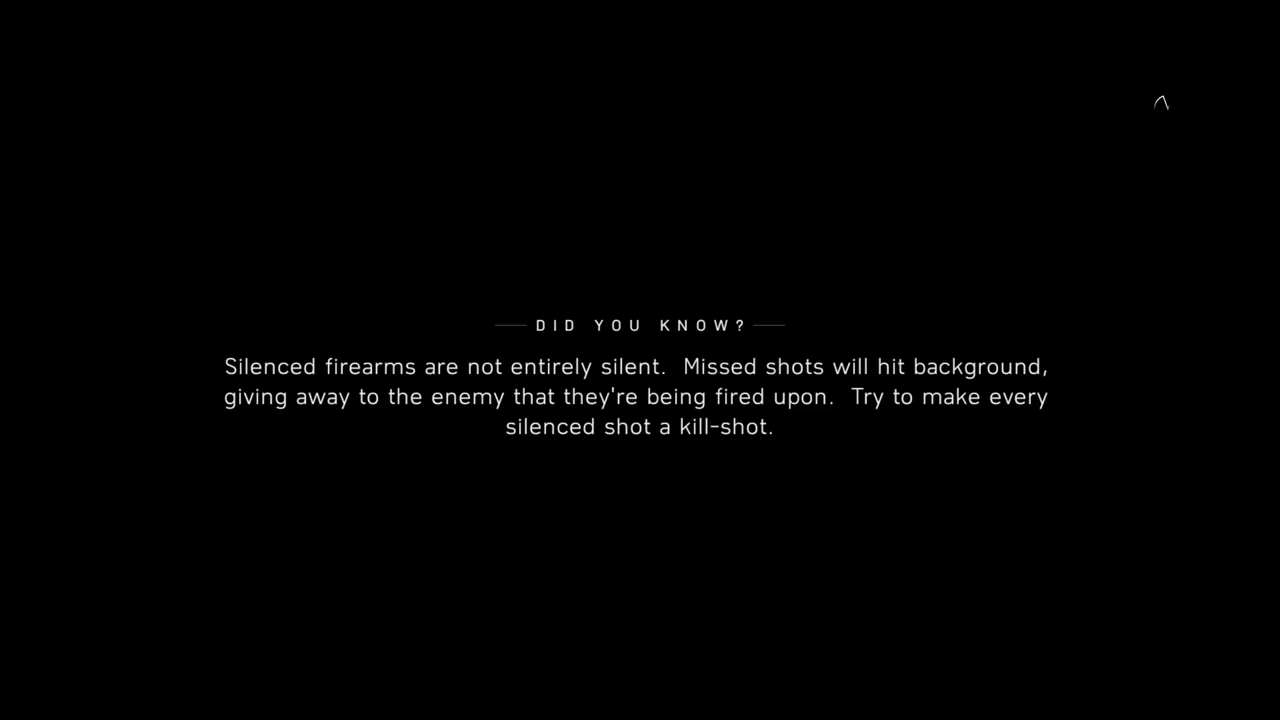 DID YOU KNOW?
Silenced firearms are not entirely silent.  Missed shots will hit background,
giving away to the enemy that they're being fired upon.  Try to make every
silenced shot a kill-shot.